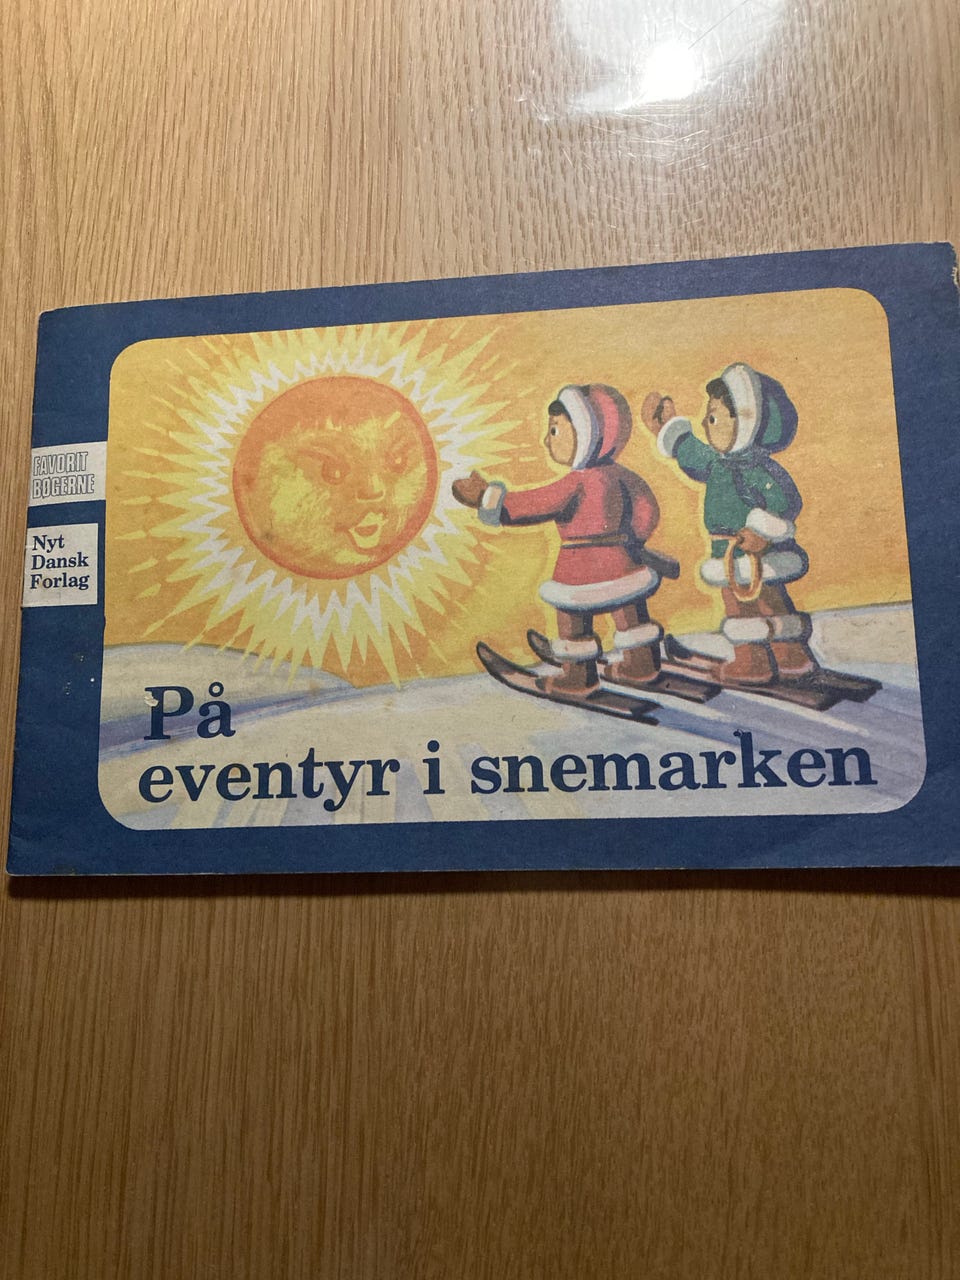 FAVORIT
BØGERNE
Nyt
Dansk
Forlag
På
eventyr i snemarken